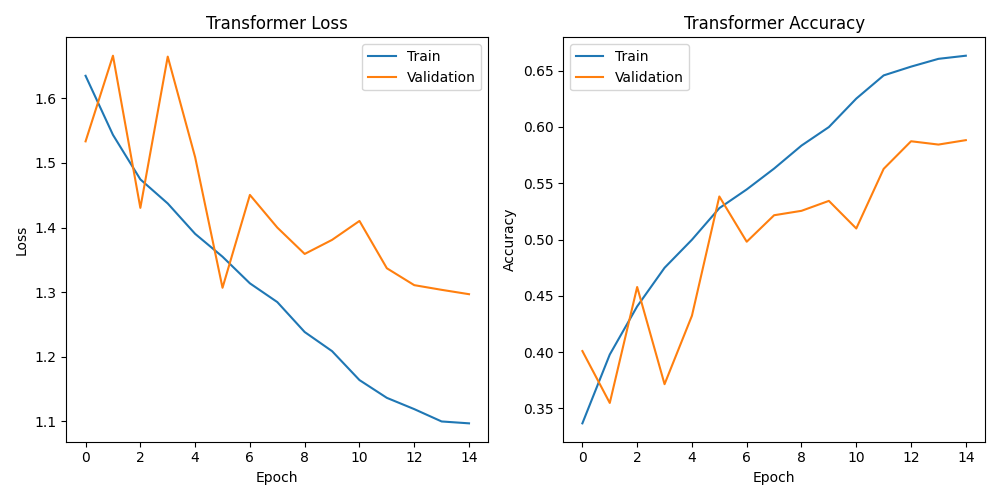 Transformer Loss
Train
Validation
1.6
1.5
1.4
1.3
1.2
1.1
Loss
0 2 4 6 8 10 12 14
Epoch
Transformer Accuracy
Train
Validation
0.65
0.60
0.55
0.50
0.45
0.40
0.35
Accuracy
0 2 4 6 8 10 12 14
Epoch